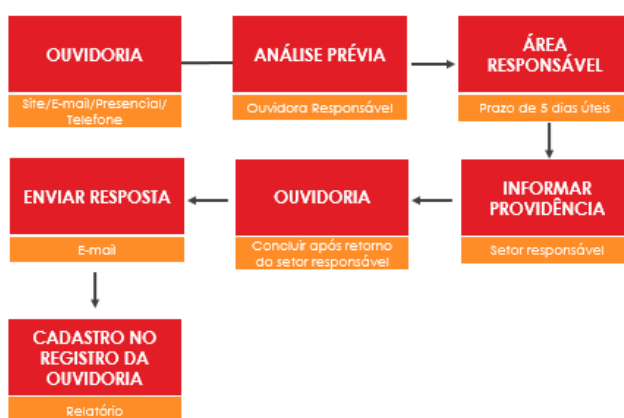 OUVIDORIA
Site/E-mail/Presencial/
Telefone
ANÁLISE PRÉVIA
Ouvidora Responsável
ÁREA
RESPONSÁVEL
Prazo de 5 dias úteis
INFORMAR
PROVIDÊNCIA
Setor responsável
OUVIDORIA
Concluir após retorno
do setor responsável
ENVIAR RESPOSTA
E-mail
CADASTRO NO
REGISTRO DA
OUVIDORIA
Relatório